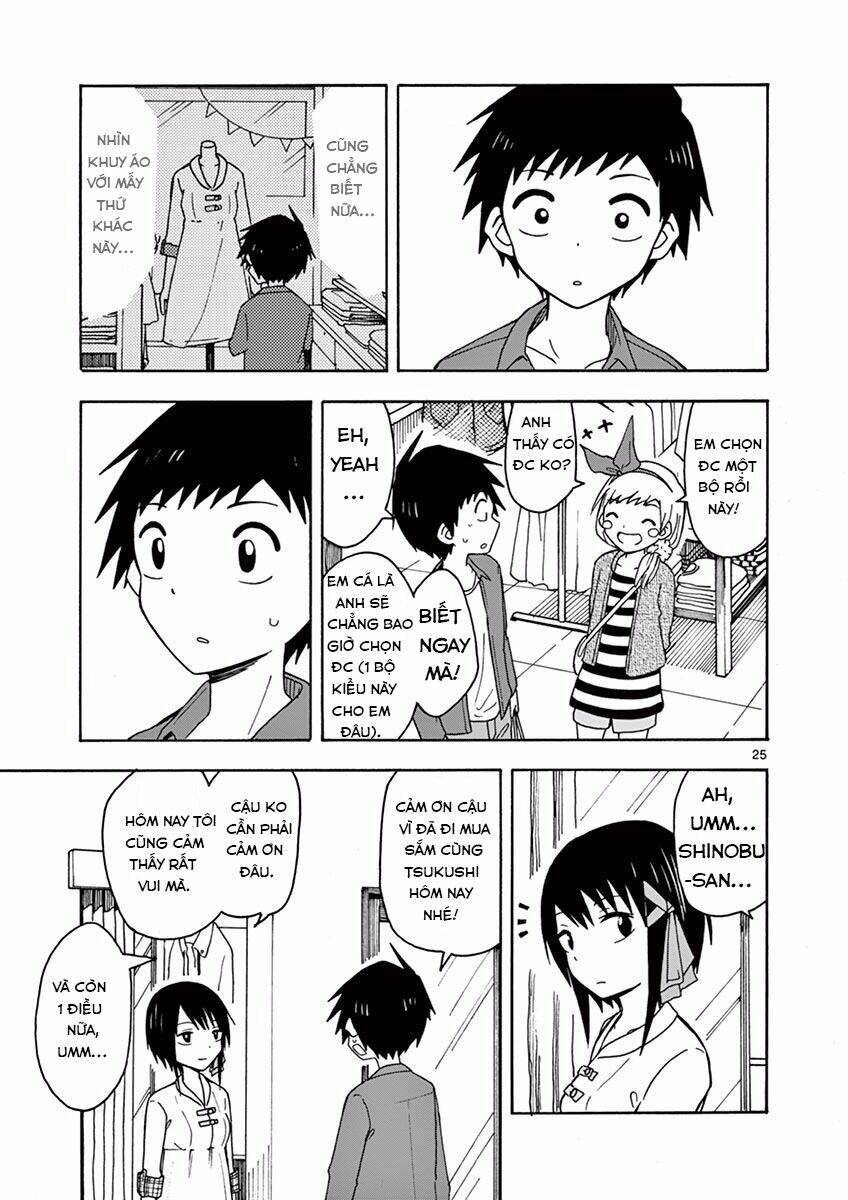 CŨNG
CHẲNG
BIẾT
NỮA...
NHÌN
KHUY ÁO
VỚI MẤY
THỨ
KHÁC
NÀY...
EM CHỌN
ĐC MỘT
BỘ RỒI
NÀY!
ANH
THẤY CÓ
ĐC KO?
EH,
YEAH
...
BIẾT
NGAY
MÀ!
EM CÁ LÀ
ANH SẼ
CHẲNG BAO
GIỜ CHỌN
ĐC (1 BỘ
KIỂU NÀY
CHO EM
ĐÂU).
25
AH,
UMM...
SHINOBU
-SAN...
CẢM ƠN CẬU
VÌ ĐÃ ĐI MUA
SẮM CÙNG
TSUKUSHI
HÔM NAY
NHÉ!
CẬU KO
CẦN PHẢI
CẢM ƠN
ĐÂU.
HÔM NAY TÔI
CŨNG CẢM
THẤY RẤT
VUI MÀ.
VÀ CÒN
1 ĐIỀU
NỮA,
UMM...